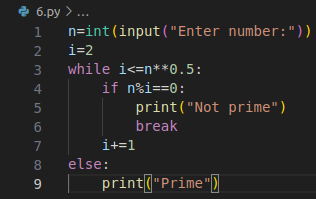 6.py > ...
1 n=int(input("Enter number:"))
2 i=2
3 while i<=n**0.5:
4     if n%i==0:
5         print("Not prime")
6         break
7     i+=1
8 else:
9     print("Prime")